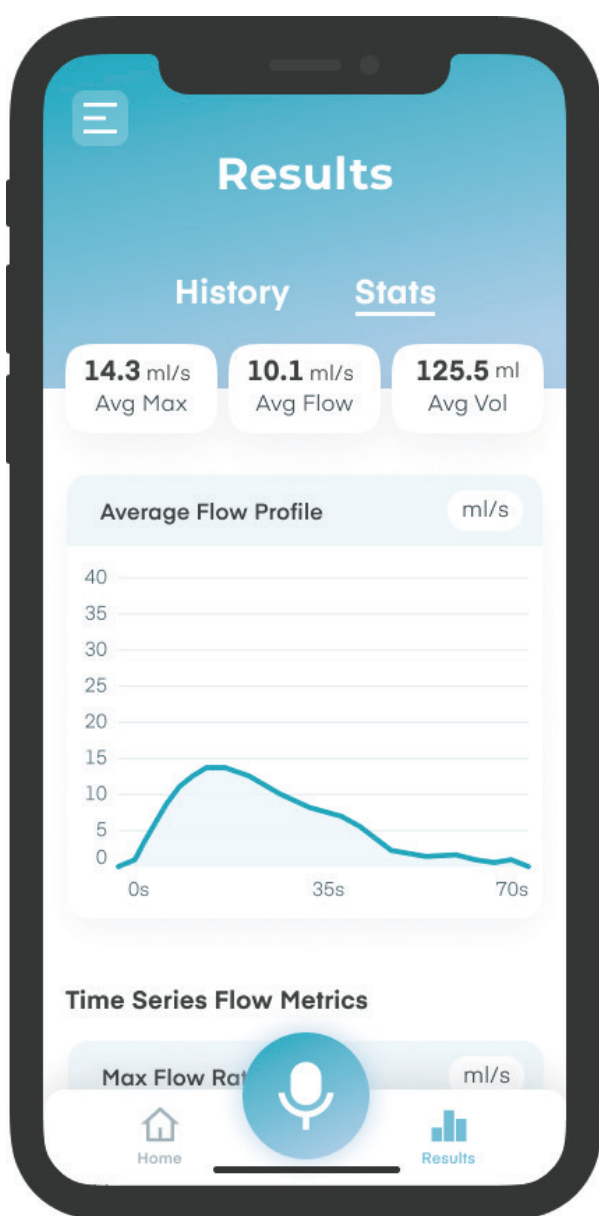 Results
History Stats
14.3 ml/s 10.1 ml/s 125.5 ml
Avg Max Avg Flow Avg Vol
Average Flow Profile ml/s
40
35
30
25
20
15
10
5
0
0s 35s 70s
Time Series Flow Metrics
Max Flow ml/s
Home Results